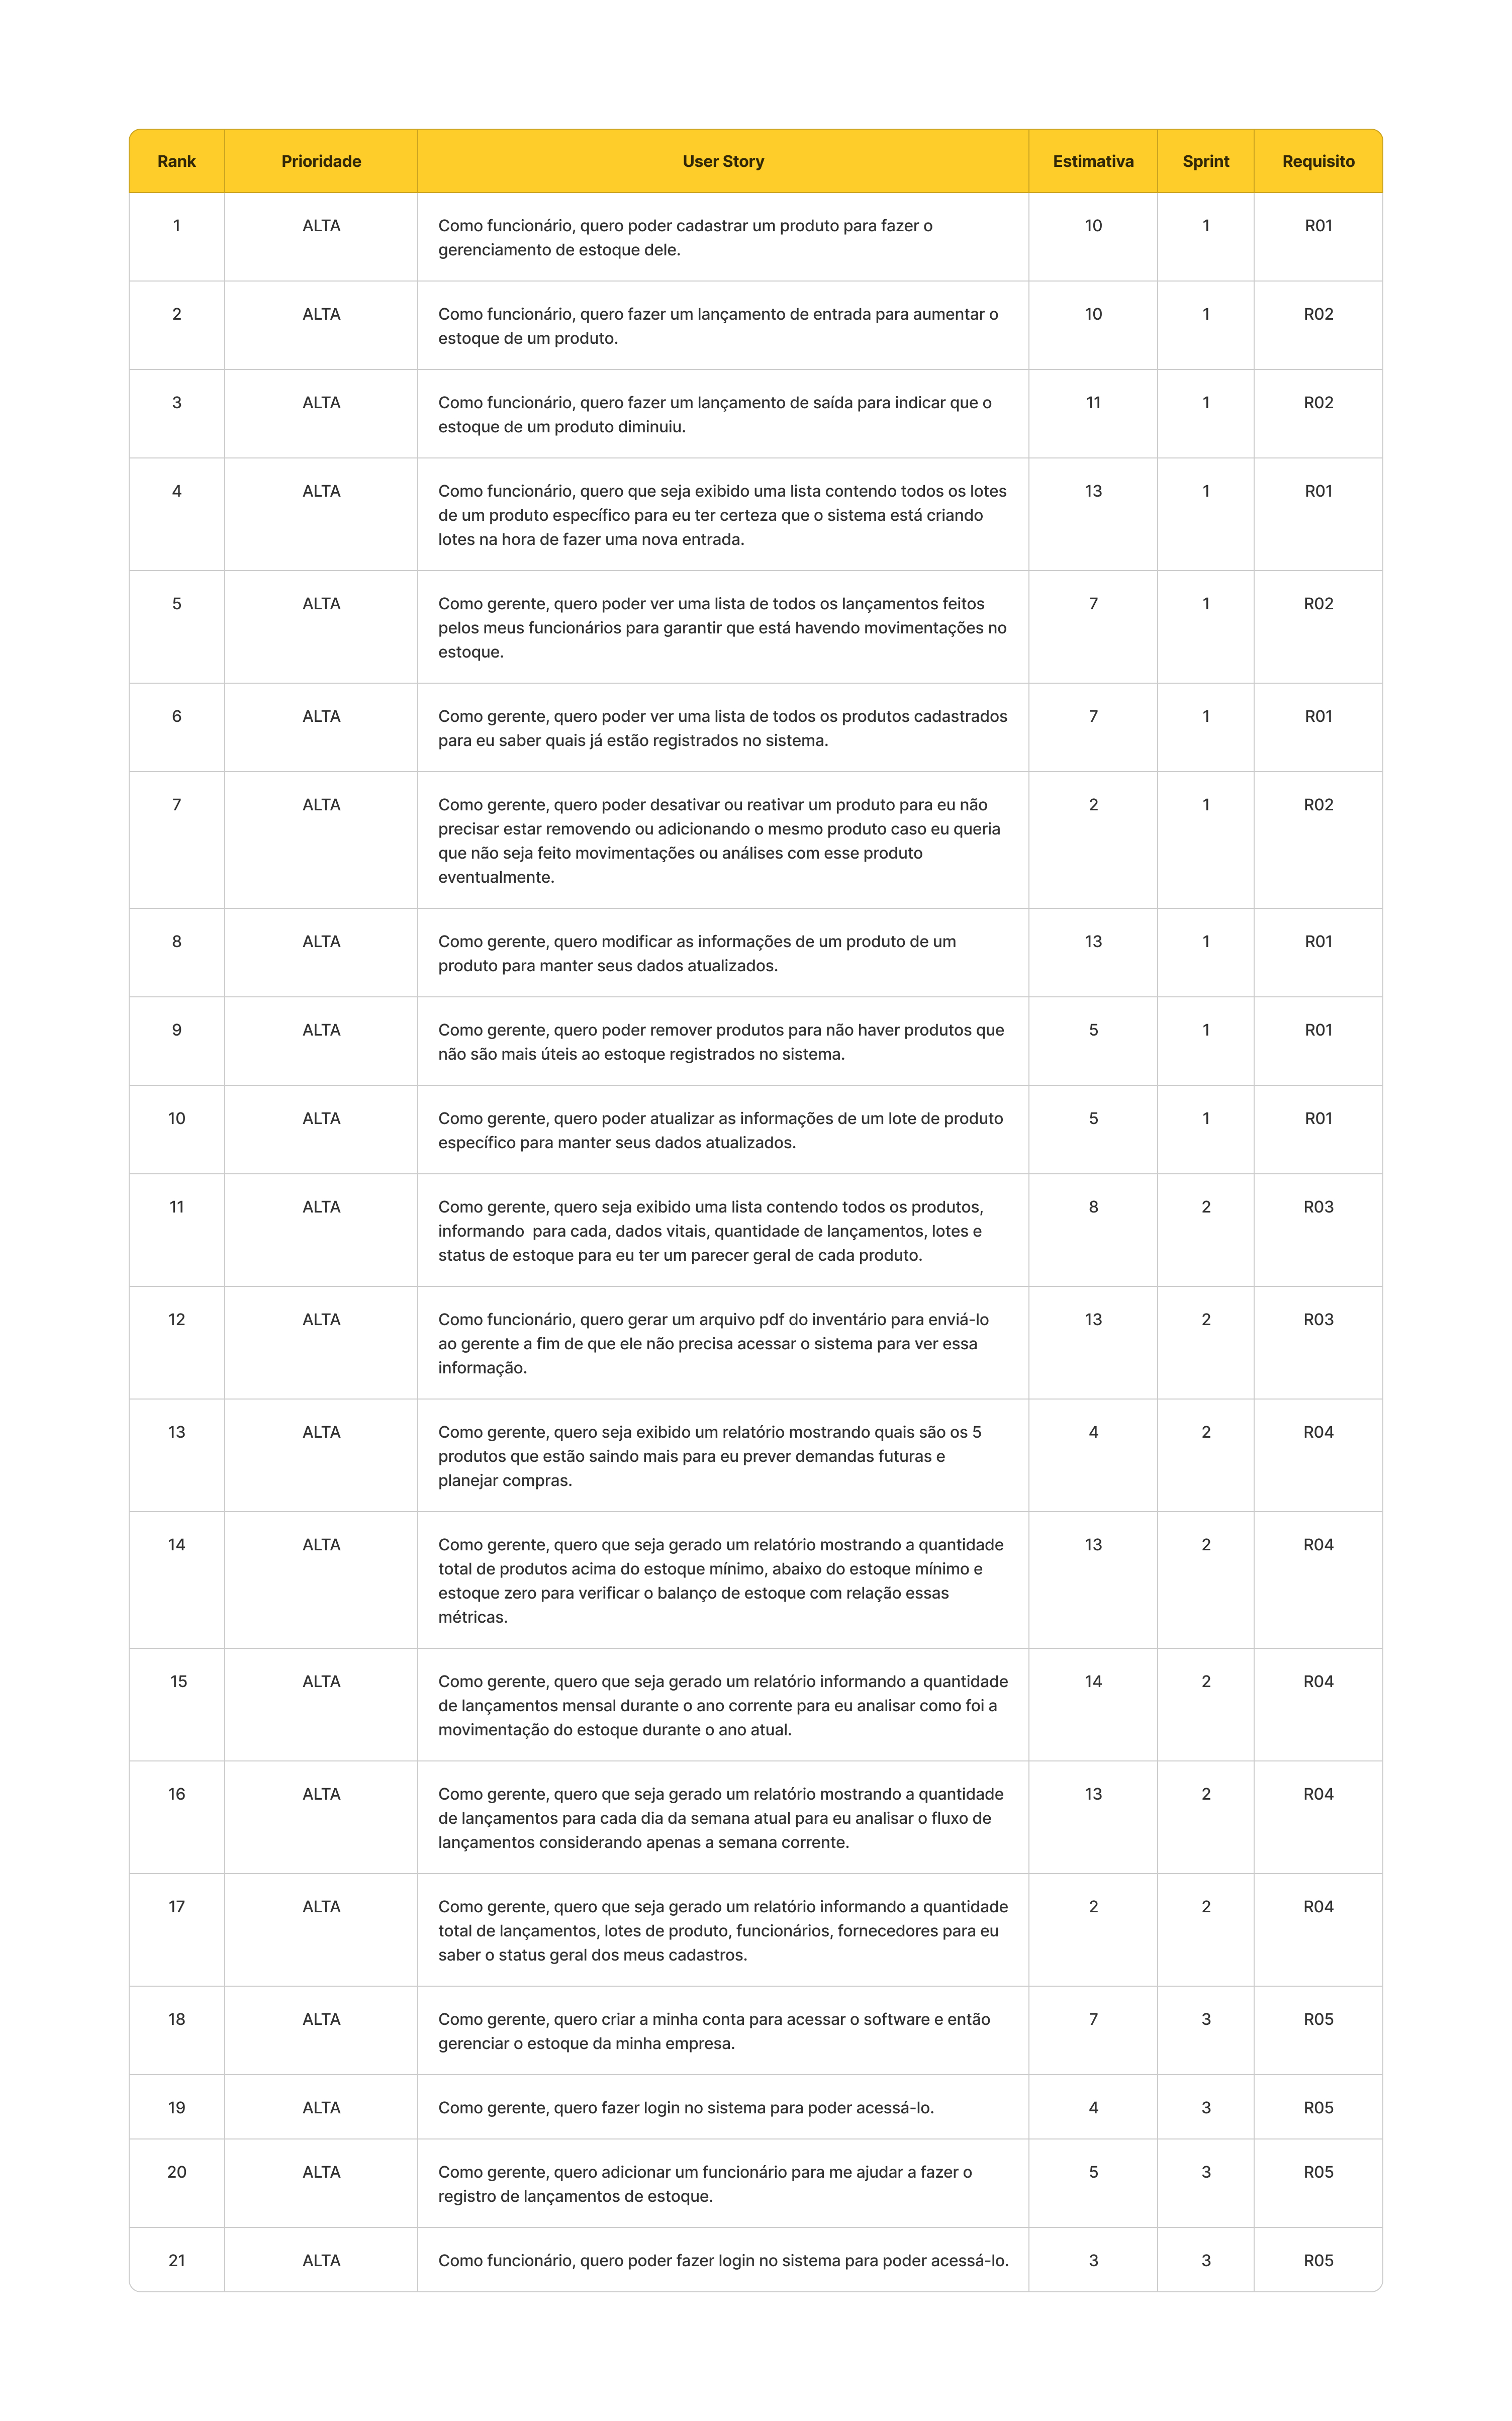 Rank Prioridade User Story Estimativa Sprint Requisito
1 ALTA Como funcionário, quero poder cadastrar um produto para fazer o 10 1 R01
gerenciamento de estoque dele.
2 ALTA Como funcionário, quero fazer um lançamento de entrada para aumentar o 10 1 R02
estoque de um produto.
3 ALTA Como funcionário, quero fazer um lançamento de saída para indicar que o 11 1 R02
estoque de um produto diminuiu.
4 ALTA Como funcionário, quero que seja exibido uma lista contendo todos os lotes 13 1 R01
de um produto específico para eu ter certeza que o sistema está criando
lotes na hora de fazer uma nova entrada.
5 ALTA Como gerente, quero poder ver uma lista de todos os lançamentos feitos 7 1 R02
pelos meus funcionários para garantir que está havendo movimentações no
estoque.
6 ALTA Como gerente, quero poder ver uma lista de todos os produtos cadastrados 7 1 R01
para eu saber quais já estão registrados no sistema.
7 ALTA Como gerente, quero poder desativar ou reativar um produto para eu não 2 1 R02
precisar estar removendo ou adicionando o mesmo produto caso eu queria
que não seja feito movimentações ou análises com esse produto
eventualmente.
8 ALTA Como gerente, quero modificar as informações de um produto de um 13 1 R01
produto para manter seus dados atualizados.
9 ALTA Como gerente, quero poder remover produtos para não haver produtos que 5 1 R01
não são mais úteis ao estoque registrados no sistema.
10 ALTA Como gerente, quero poder atualizar as informações de um lote de produto 5 1 R01
específico para manter seus dados atualizados.
11 ALTA Como gerente, quero seja exibido uma lista contendo todos os produtos, 8 2 R03
informando  para cada, dados vitais, quantidade de lançamentos, lotes e
status de estoque para eu ter um parecer geral de cada produto.
12 ALTA Como funcionário, quero gerar um arquivo pdf do inventário para enviá-lo 13 2 R03
ao gerente a fim de que ele não precisa acessar o sistema para ver essa
informação.
13 ALTA Como gerente, quero seja exibido um relatório mostrando quais são os 5 4 2 R04
produtos que estão saindo mais para eu prever demandas futuras e
planejar compras.
14 ALTA Como gerente, quero que seja gerado um relatório mostrando a quantidade 13 2 R04
total de produtos acima do estoque mínimo, abaixo do estoque mínimo e
estoque zero para verificar o balanço de estoque com relação essas
métricas.
15 ALTA Como gerente, quero que seja gerado um relatório informando a quantidade 14 2 R04
de lançamentos mensal durante o ano corrente para eu analisar como foi a
movimentação do estoque durante o ano atual.
16 ALTA Como gerente, quero que seja gerado um relatório mostrando a quantidade 13 2 R04
de lançamentos para cada dia da semana atual para eu analisar o fluxo de
lançamentos considerando apenas a semana corrente.
17 ALTA Como gerente, quero que seja gerado um relatório informando a quantidade 2 2 R04
total de lançamentos, lotes de produto, funcionários, fornecedores para eu
saber o status geral dos meus cadastros.
18 ALTA Como gerente, quero criar a minha conta para acessar o software e então 7 3 R05
gerenciar o estoque da minha empresa.
19 ALTA Como gerente, quero fazer login no sistema para poder acessá-lo. 4 3 R05
20 ALTA Como gerente, quero adicionar um funcionário para me ajudar a fazer o 5 3 R05
registro de lançamentos de estoque.
21 ALTA Como funcionário, quero poder fazer login no sistema para poder acessá-lo. 3 3 R05